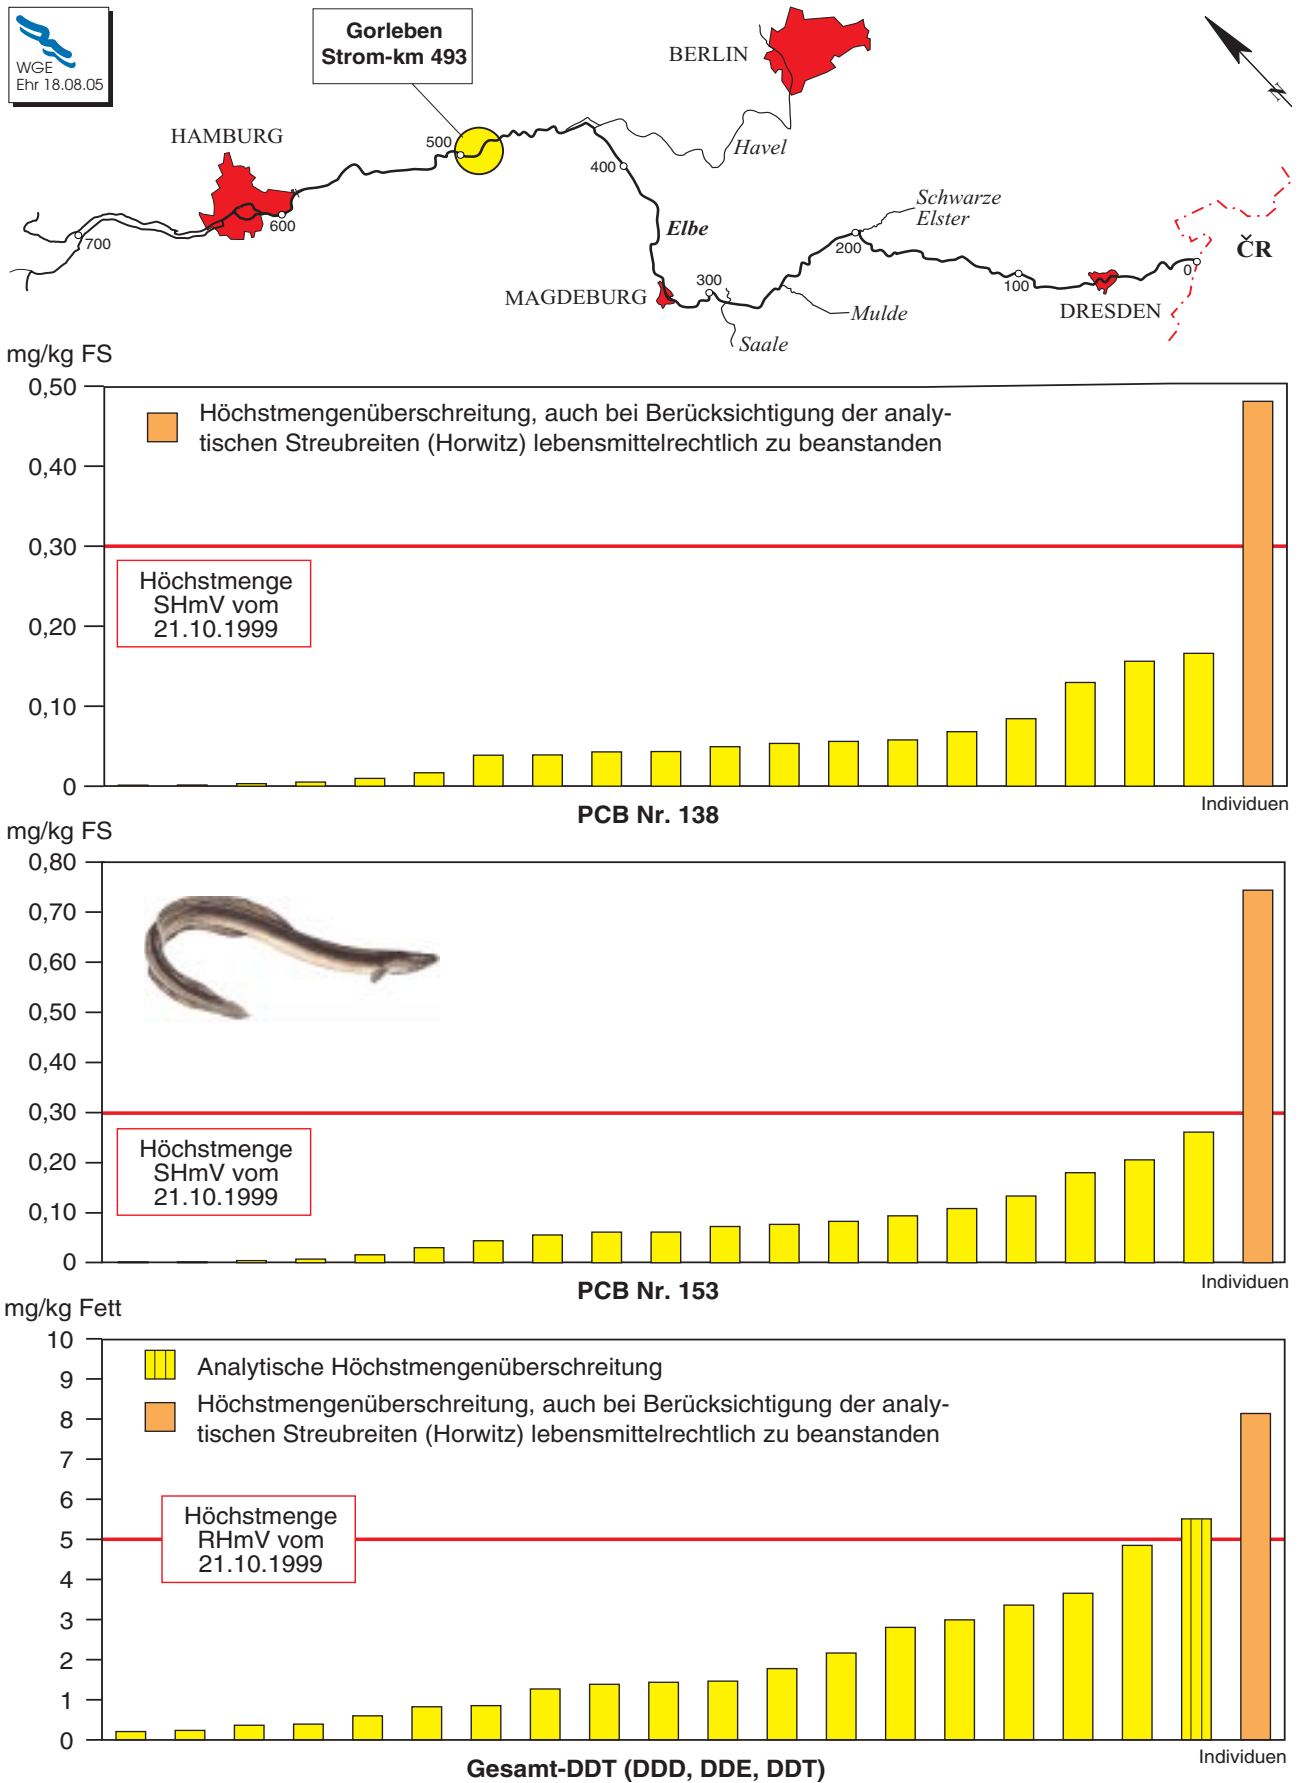 WGE
Ehr 18.08.05
Gorleben
Strom-km 493
BERLIN
HAMBURG
500
Havel
400
600
700
Elbe
Schwarze
Elster
200
ČR
0
MAGDEBURG
300
100
DRESDEN
Mulde
Saale
N
mg/kg FS
0,50
0,40
0,30
0,20
0,10
0
Höchstmengenüberschreitung, auch bei Berücksichtigung der analy-
tischen Streubreiten (Horwitz) lebensmittelrechtlich zu beanstanden
Höchstmenge
SHmV vom
21.10.1999
Individuen
PCB Nr. 138
mg/kg FS
0,80
0,70
0,60
0,50
0,40
0,30
0,20
0,10
0
Höchstmenge
SHmV vom
21.10.1999
Individuen
PCB Nr. 153
mg/kg Fett
10
9
8
7
6
5
4
3
2
1
0
Analytische Höchstmengenüberschreitung
Höchstmengenüberschreitung, auch bei Berücksichtigung der analy-
tischen Streubreiten (Horwitz) lebensmittelrechtlich zu beanstanden
Höchstmenge
RHmV vom
21.10.1999
Individuen
Gesamt-DDT (DDD, DDE, DDT)